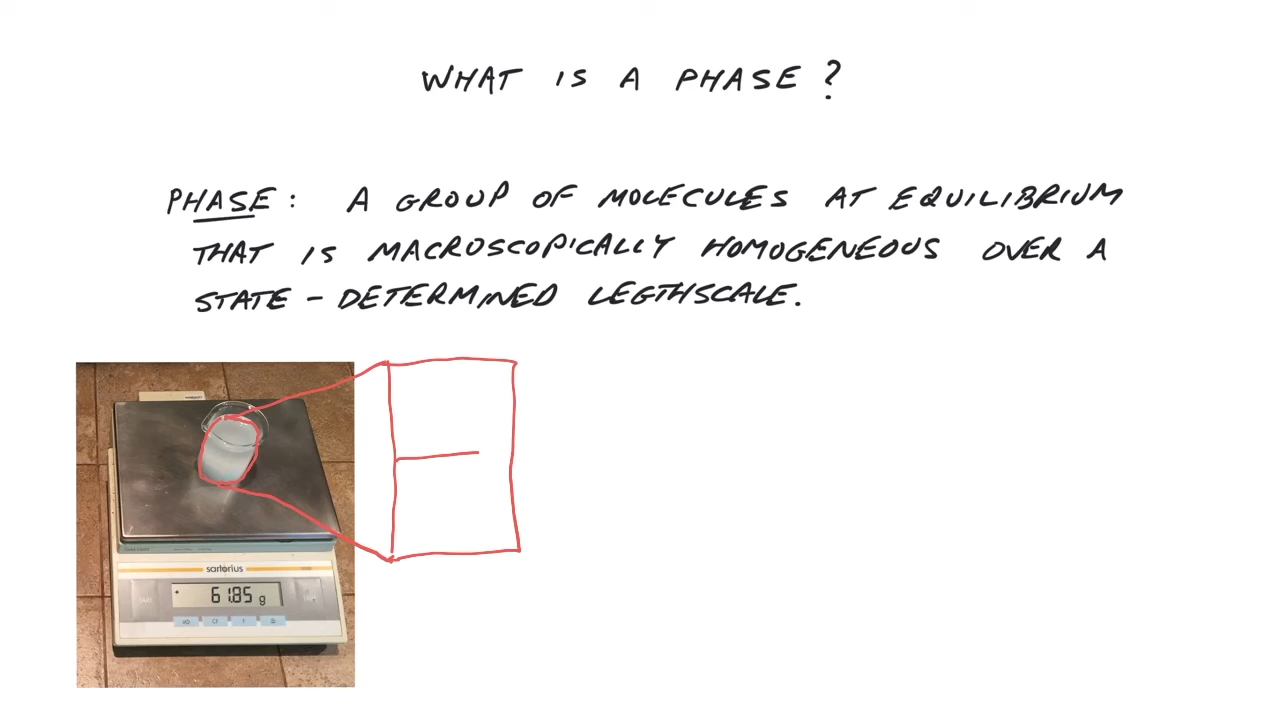 WHAT IS A PHASE?
PHASE: A GROUP OF MOLECULES AT EQUILIBRIUM
THAT IS MACROSCOPICALLY HOMOGENEOUS OVER A
STATE-DETERMINED LEGTHSCALE.
sartorius
61.85 g